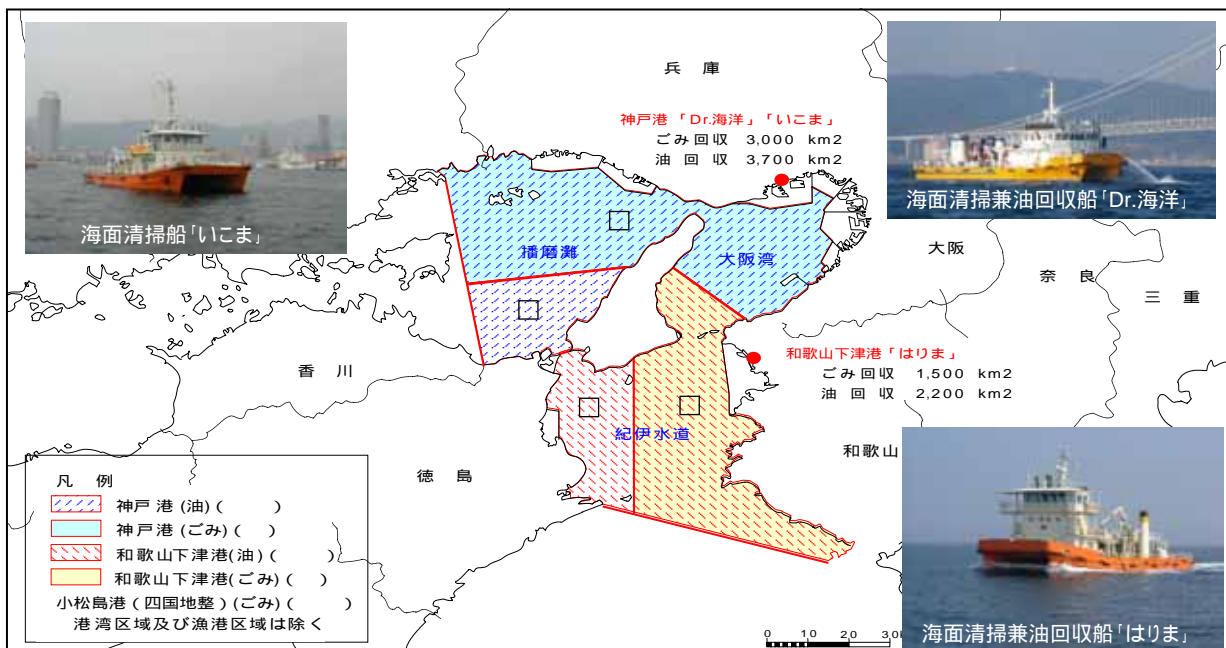 兵庫
神戸港「Dr.海洋」「いこま」
ごみ回収 3,000 km2
油回収 3,700 km2
海面清掃船「いこま」
海面清掃兼油回収船「Dr.海洋」
播磨灘
大阪湾
大阪
奈良
三重
和歌山下津港「はりま」
ごみ回収 1,500 km2
油回収 2,200 km2
香川
紀伊水道
和歌山
徳島
凡例
神戸港(油)( )
神戸港(ごみ)( )
和歌山下津港(油)( )
和歌山下津港(ごみ)( )
小松島港(四国地整)(ごみ)( )
港湾区域及び漁港区域は除く
0 10 20 30
海面清掃兼油回収船「はりま」